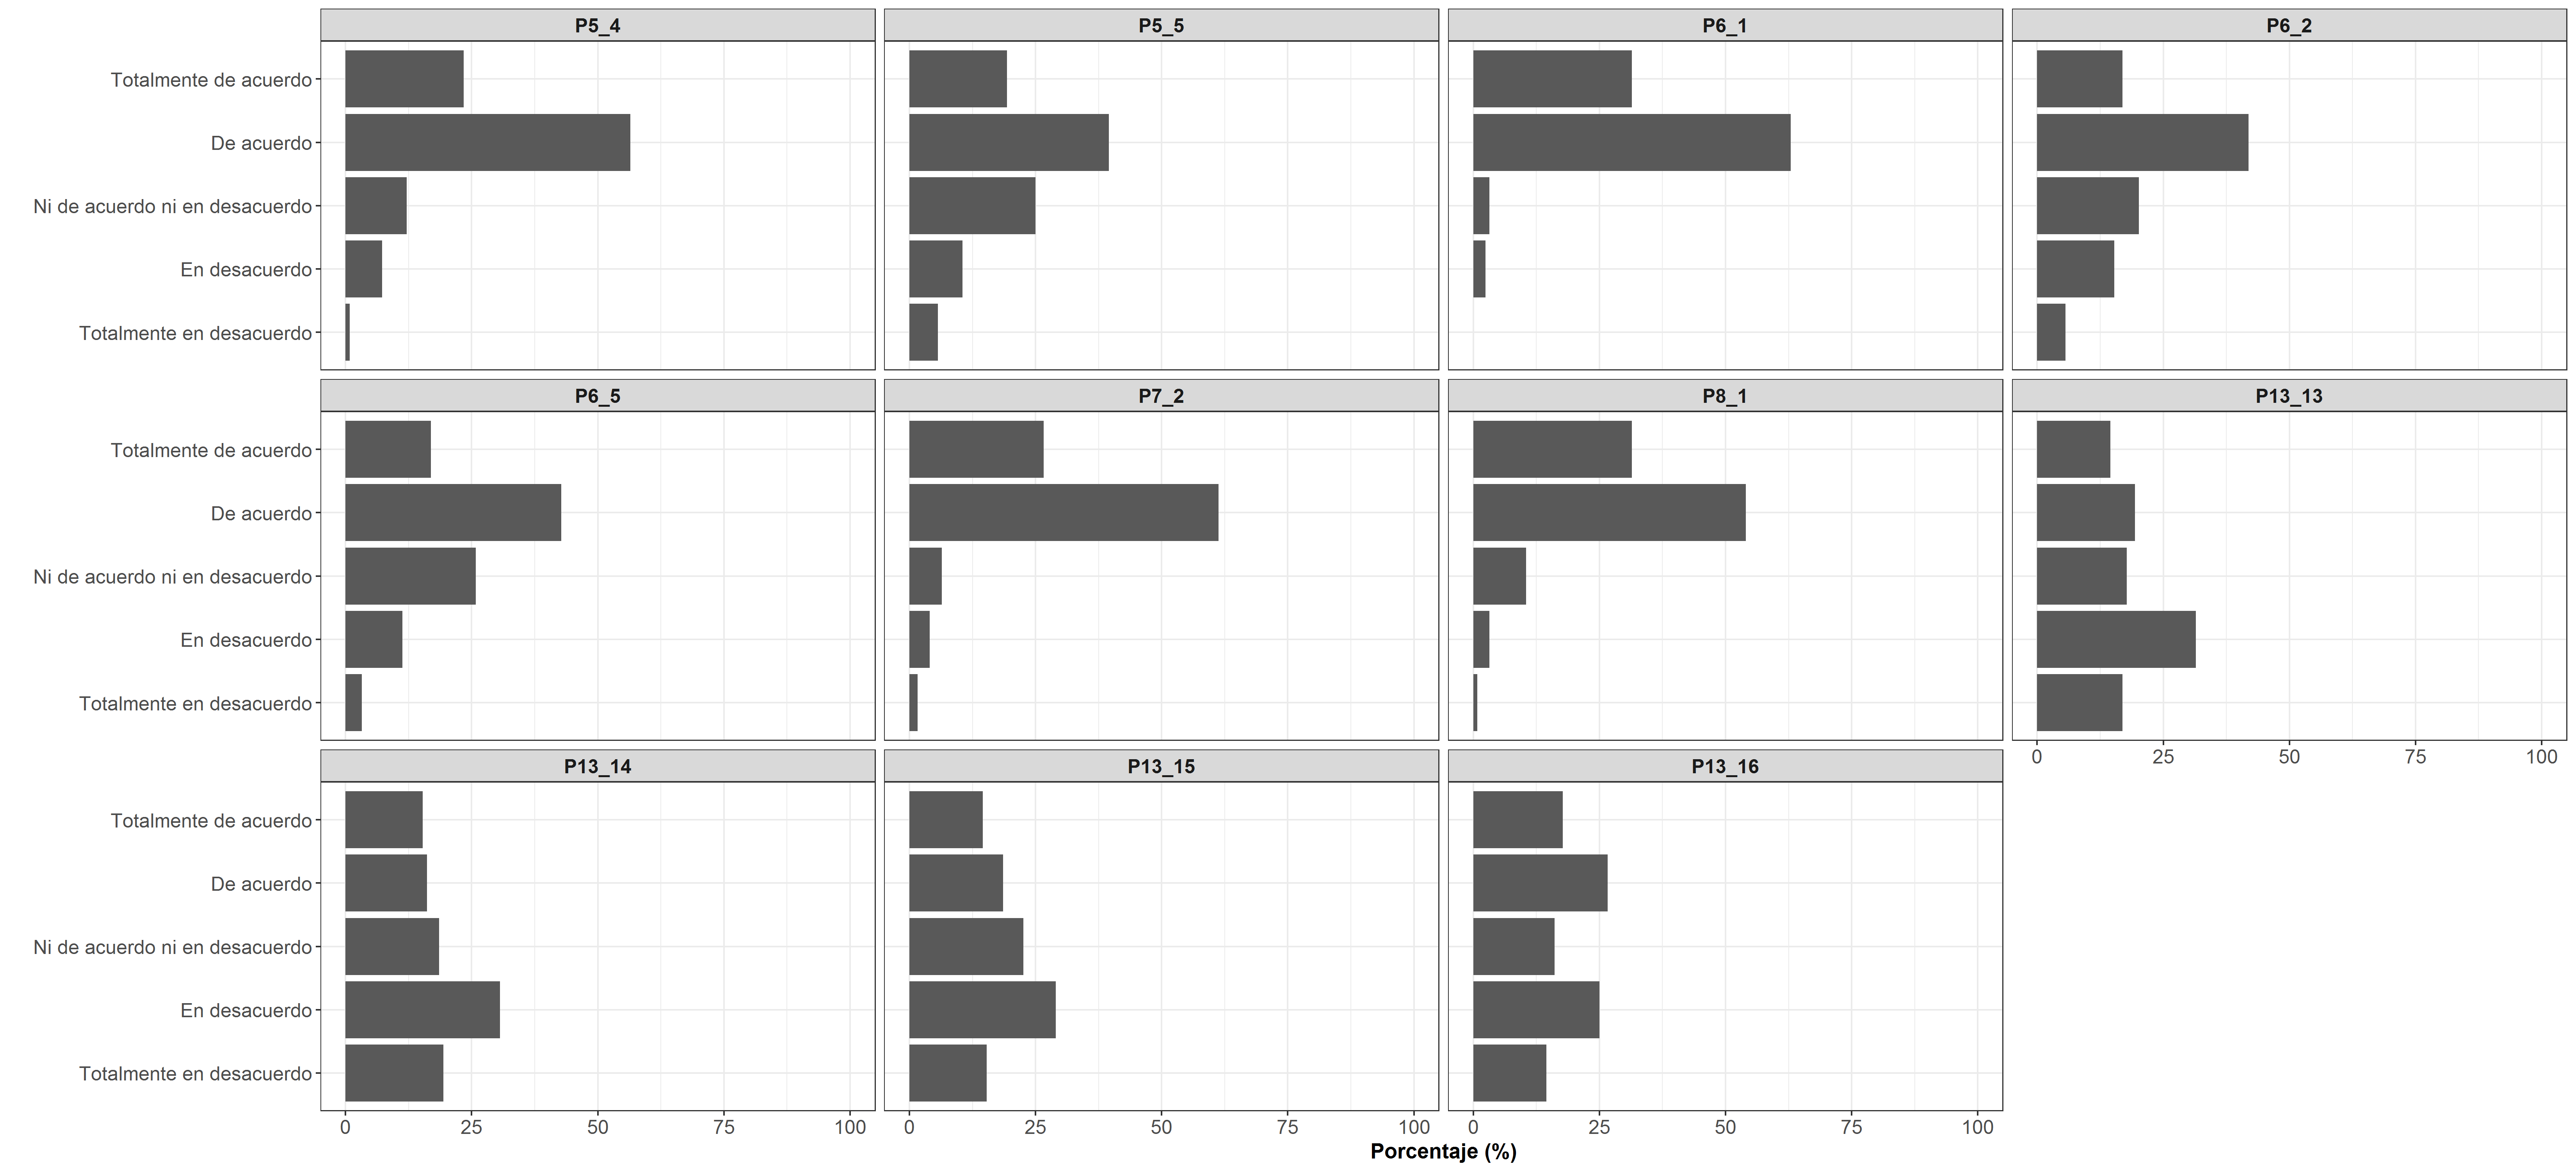 P5_4 P5_5 P6_1 P6_2
Totalmente de acuerdo
De acuerdo
Ni de acuerdo ni en desacuerdo
En desacuerdo
Totalmente en desacuerdo
P6_5 P7_2 P8_1 P13_13
Totalmente de acuerdo
De acuerdo
Ni de acuerdo ni en desacuerdo
En desacuerdo
Totalmente en desacuerdo
0 25 50 75 100
P13_14 P13_15 P13_16
Totalmente de acuerdo
De acuerdo
Ni de acuerdo ni en desacuerdo
En desacuerdo
Totalmente en desacuerdo
0 25 50 75 100 0 25 50 75 100 0 25 50 75 100
Porcentaje (%)